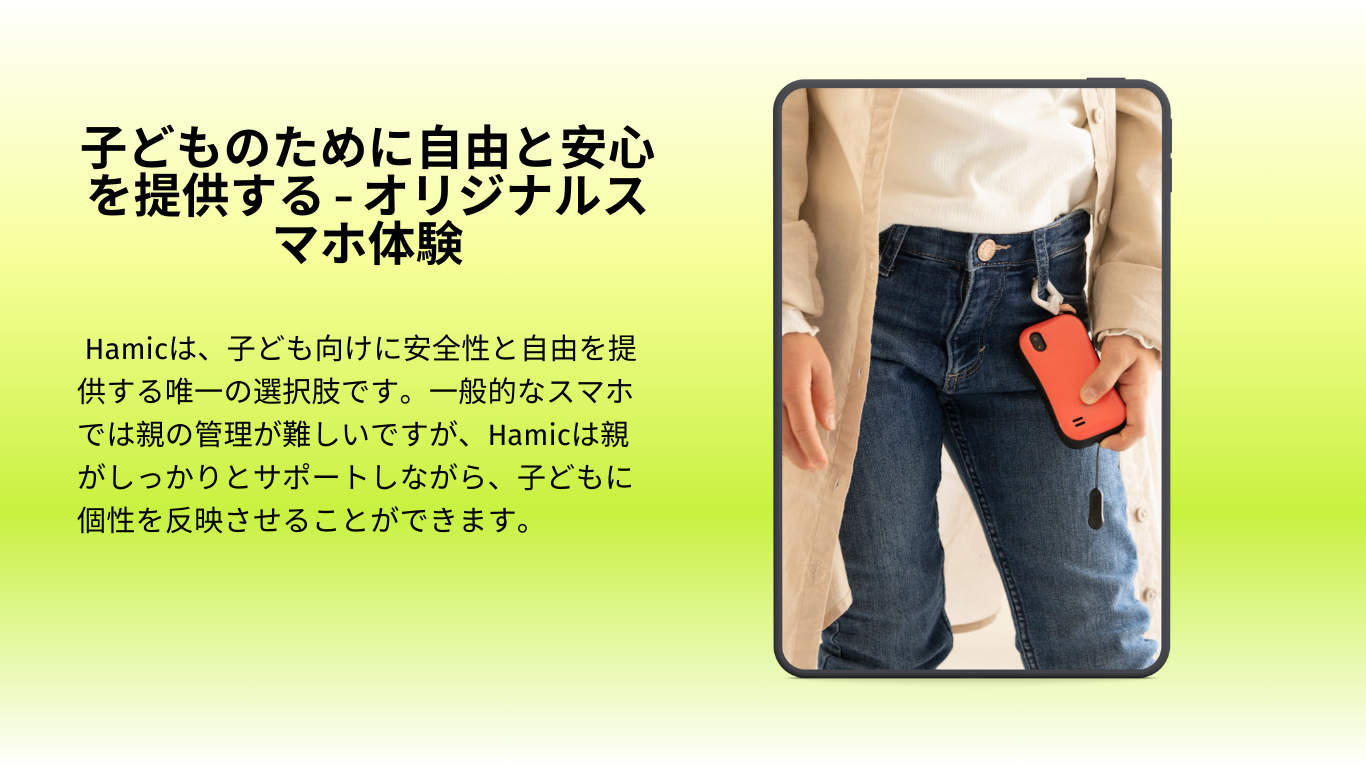 子どものために自由と安心
を提供する - オリジナルス
マホ体験
Hamicは、子ども向けに安全性と自由を提
供する唯一の選択肢です。一般的なスマホ
では親の管理が難しいですが、Hamicは親
がしっかりとサポートしながら、子どもに
個性を反映させることができます。